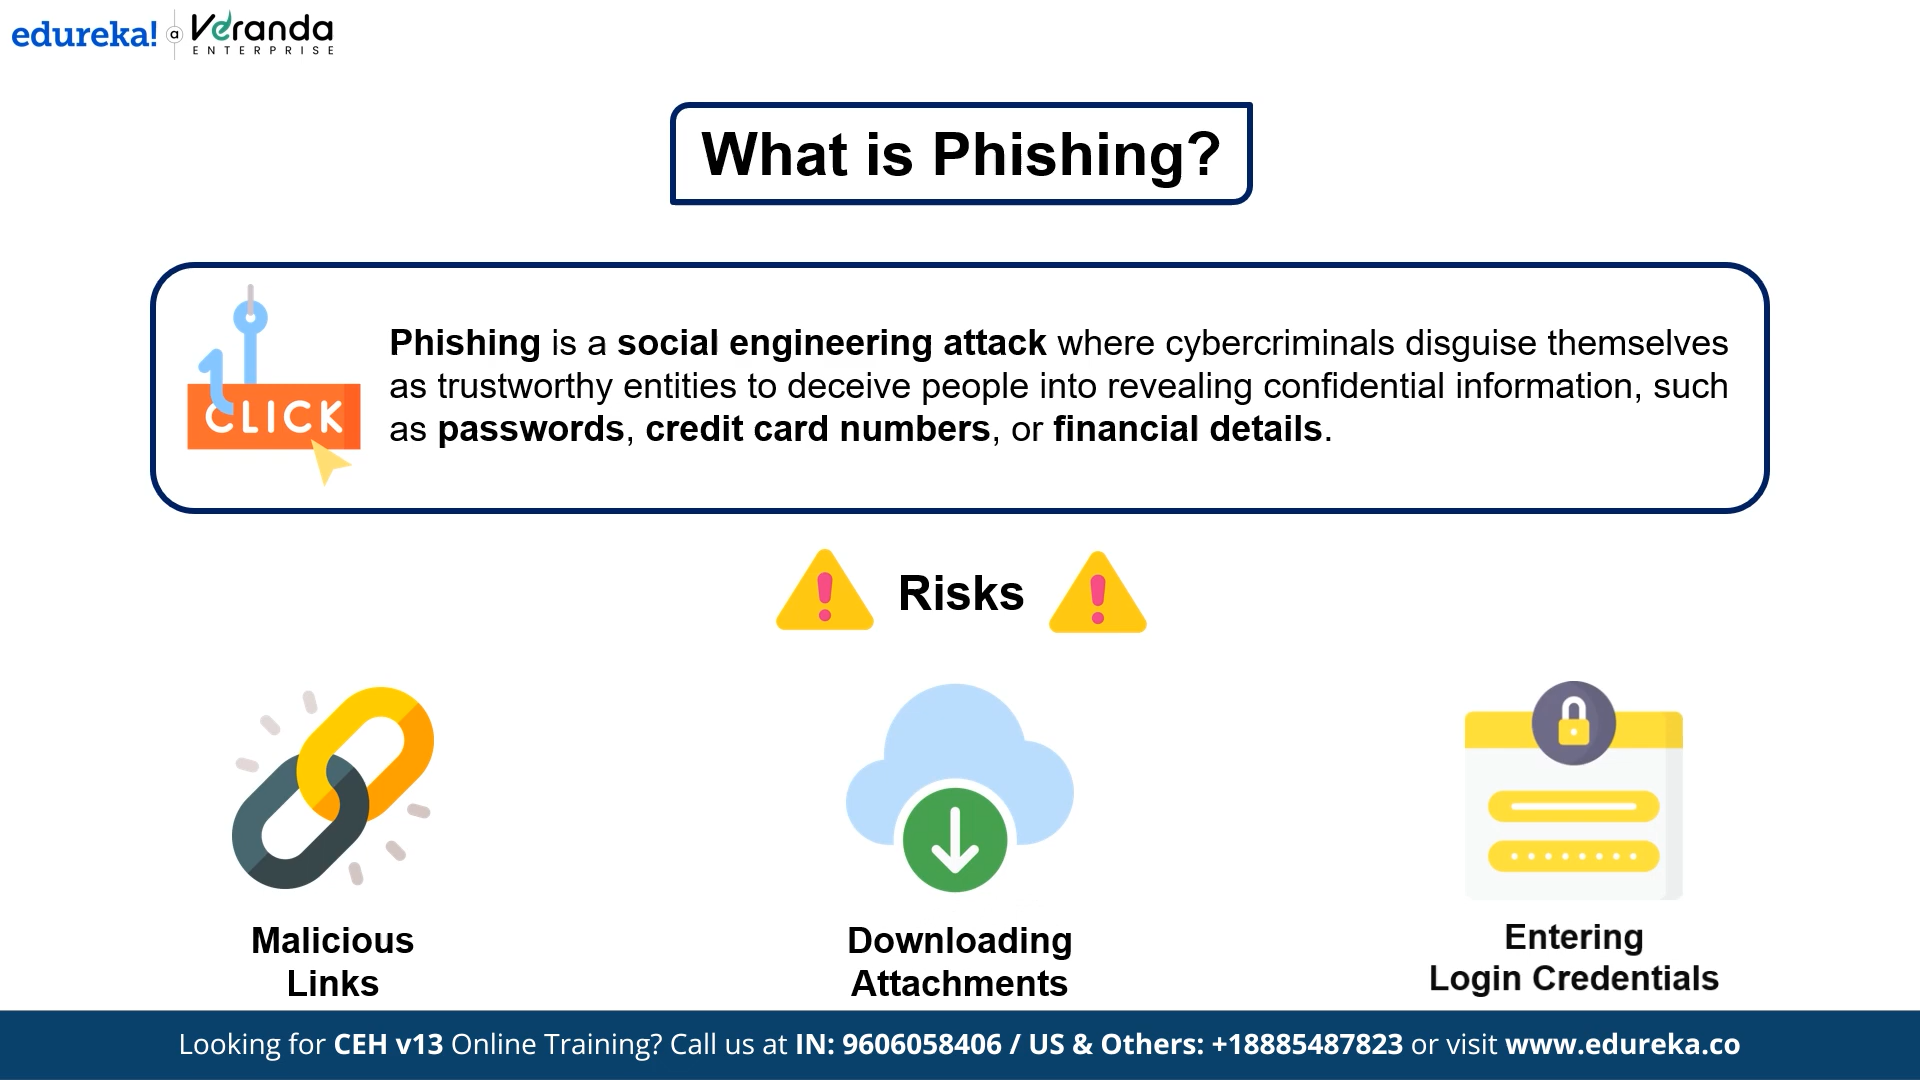 edureka! a Veranda
ENTERPRISE
What is Phishing?
Phishing is a social engineering attack where cybercriminals disguise themselves
as trustworthy entities to deceive people into revealing confidential information, such
as passwords, credit card numbers, or financial details.
CLICK
Risks
Malicious
Links
Downloading
Attachments
Entering
Login Credentials
Looking for CEH v13 Online Training? Call us at IN: 9606058406 / US & Others: +18885487823 or visit www.edureka.co